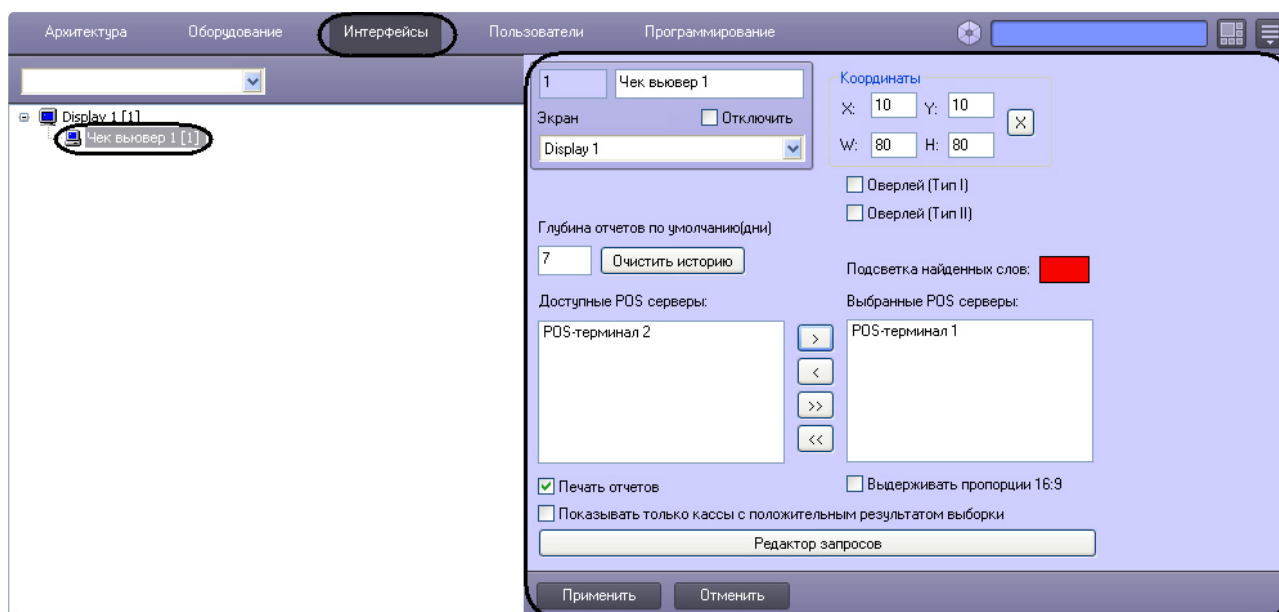 Архитектура Оборудование Интерфейсы Пользователи Программирование
Display 1 [1]
Чек вьювер 1 [1]
1 Чек вьювер 1
Экран Отключить
Display 1
Координаты
X: 10 Y: 10
X
W: 80 H: 80
Оверлей (Тип I)
Оверлей (Тип II)
Глубина отчетов по умолчанию(дни)
7 Очистить историю
Подсветка найденных слов:
Доступные POS серверы: Выбранные POS серверы:
POS-терминал 2 POS-терминал 1
>
<
>>
<<
Печать отчетов Выдерживать пропорции 16:9
Показывать только кассы с положительным результатом выборки
Редактор запросов
Применить Отменить